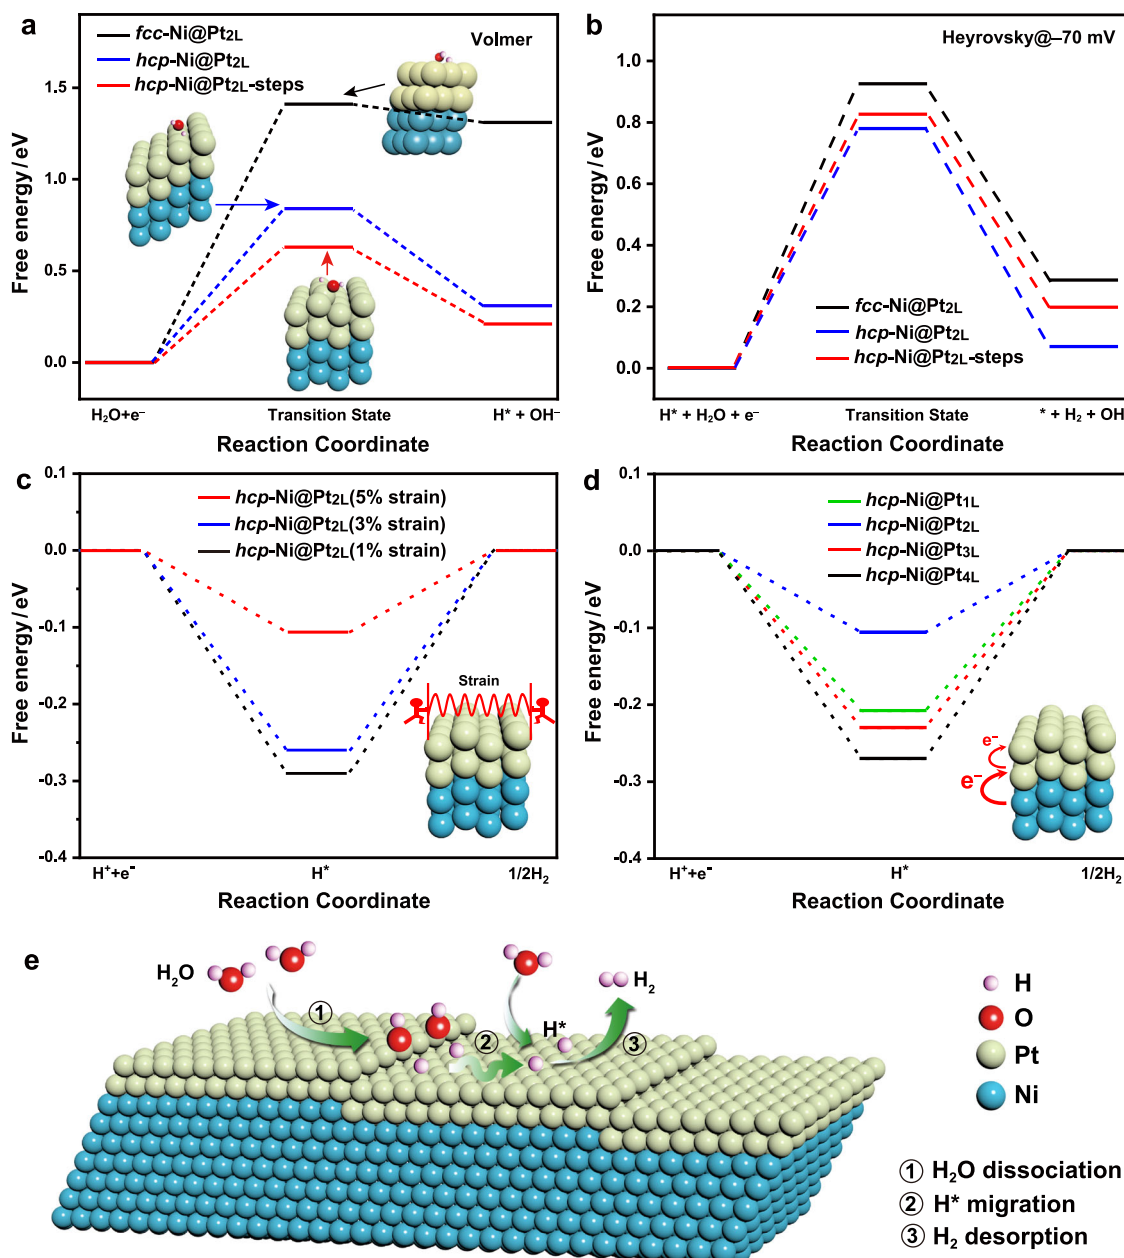 a
fcc-Ni@Pt2L
hcp-Ni@Pt2L
hcp-Ni@Pt2L-steps
Volmer
Free energy/eV
1.5
1.0
0.5
0.0
H₂O+e⁻
Transition State
H* + OH⁻
Reaction Coordinate
b
Heyrovsky@–70 mV
Free energy/eV
1.0
0.8
0.6
0.4
0.2
0.0
fcc-Ni@Pt2L
hcp-Ni@Pt2L
hcp-Ni@Pt2L-steps
H* + H₂O + e⁻
Transition State
* + H₂ + OH
Reaction Coordinate
c
hcp-Ni@Pt2L(5% strain)
hcp-Ni@Pt2L(3% strain)
hcp-Ni@Pt2L(1% strain)
Free energy/eV
0.1
0.0
-0.1
-0.2
-0.3
-0.4
Strain
H⁺+e⁻
H*
1/2H₂
Reaction Coordinate
d
hcp-Ni@Pt1L
hcp-Ni@Pt2L
hcp-Ni@Pt3L
hcp-Ni@Pt4L
Free energy/eV
0.1
0.0
-0.1
-0.2
-0.3
-0.4
e⁻
e⁻
H⁺+e⁻
H*
1/2H₂
Reaction Coordinate
e
H₂O
①
②
H*
③
H₂
H
O
Pt
Ni
① H₂O dissociation
② H* migration
③ H₂ desorption